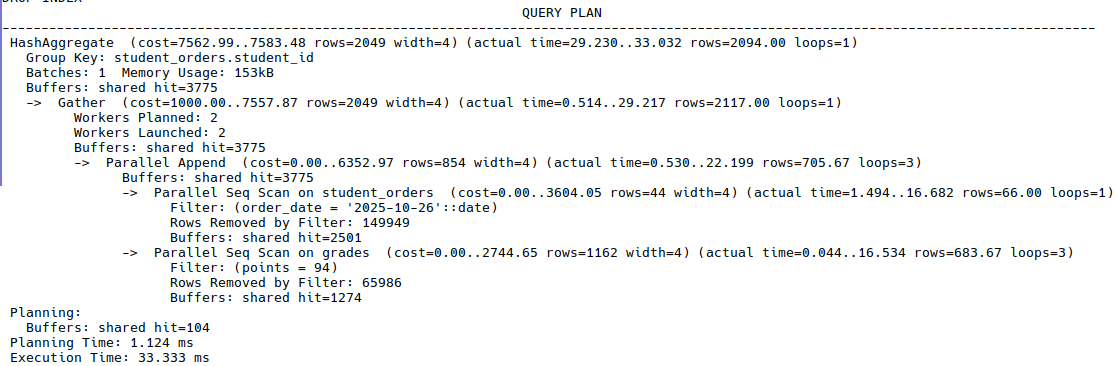 DROP INDEX
QUERY PLAN
-----------------------------------------------------------------------------------------------------------------------------------------
HashAggregate  (cost=7562.99..7583.48 rows=2049 width=4) (actual time=29.230..33.032 rows=2094.00 loops=1)
  Group Key: student_orders.student_id
  Batches: 1  Memory Usage: 153kB
  Buffers: shared hit=3775
  ->  Gather  (cost=1000.00..7557.87 rows=2049 width=4) (actual time=0.514..29.217 rows=2117.00 loops=1)
        Workers Planned: 2
        Workers Launched: 2
        Buffers: shared hit=3775
        ->  Parallel Append  (cost=0.00..6352.97 rows=854 width=4) (actual time=0.530..22.199 rows=705.67 loops=3)
              Buffers: shared hit=3775
              ->  Parallel Seq Scan on student_orders  (cost=0.00..3604.05 rows=44 width=4) (actual time=1.494..16.682 rows=66.00 loops=1)
                    Filter: (order_date = '2025-10-26'::date)
                    Rows Removed by Filter: 149949
                    Buffers: shared hit=2501
              ->  Parallel Seq Scan on grades  (cost=0.00..2744.65 rows=1162 width=4) (actual time=0.044..16.534 rows=683.67 loops=3)
                    Filter: (points = 94)
                    Rows Removed by Filter: 65986
                    Buffers: shared hit=1274
Planning:
  Buffers: shared hit=104
Planning Time: 1.124 ms
Execution Time: 33.333 ms